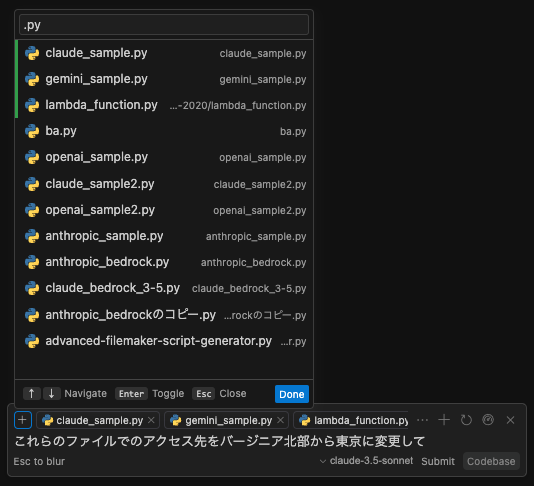 .py
claude_sample.py claude_sample.py
gemini_sample.py gemini_sample.py
lambda_function.py ...-2020/lambda_function.py
ba.py ba.py
openai_sample.py openai_sample.py
claude_sample2.py claude_sample2.py
openai_sample2.py openai_sample2.py
anthropic_sample.py anthropic_sample.py
anthropic_bedrock.py anthropic_bedrock.py
claude_bedrock_3-5.py claude_bedrock_3-5.py
anthropic_bedrockのコピー.py ...rockのコピー.py
advanced-filemaker-script-generator.py ...r.py
↑ ↓ Navigate Enter Toggle Esc Close Done
+ claude_sample.py × gemini_sample.py × lambda_function.py ... + ×
これらのファイルでのアクセス先をバージニア北部から東京に変更して
Esc to blur claude-3.5-sonnet Submit Codebase